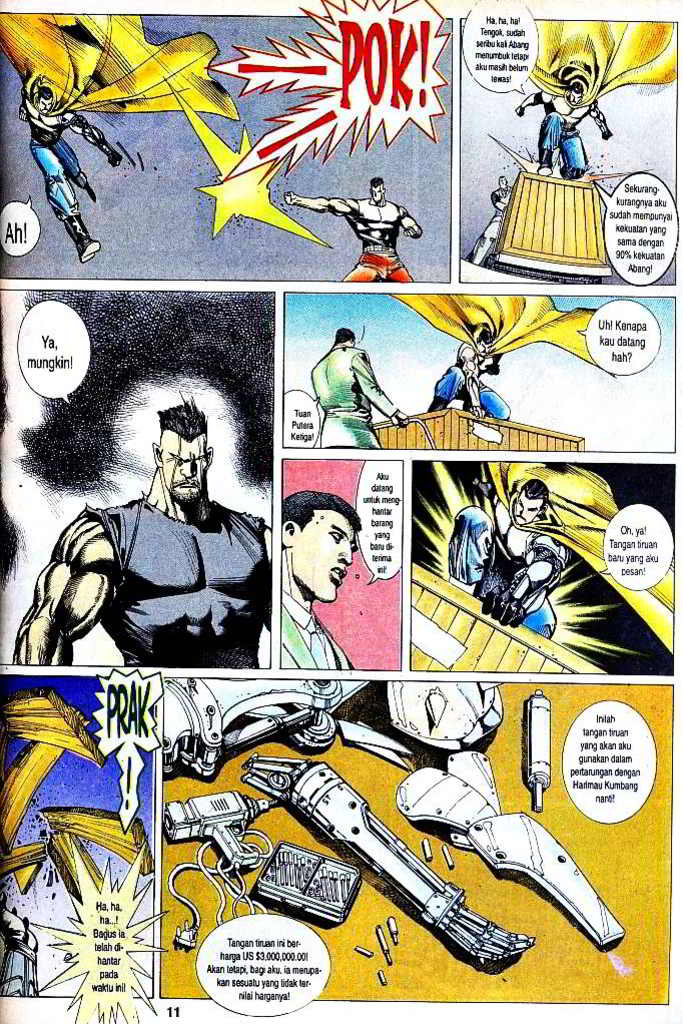 POK!
Ah!
Ha, ha, ha!
Tengok, sudah
seribu kali Abang
menumbuk tetapi
aku masih belum
tewas!
Sekurang-
kurangnya aku
sudah mempunyai
kekuatan yang
sama dengan
90% kekuatan
Abang!
Ya,
mungkin!
Uh! Kenapa
kau datang
hah?
Tuan
Putera
Ketiga!
Aku
datang
untuk meng-
hantar
barang
yang
baru di-
terima
ini!
Oh, ya!
Tangan tiruan
baru yang aku
pesan!
PRAK
!
Ha, ha,
ha...!
Bagus ia
telah di-
hantar
pada
waktu ini!
Inilah
tangan tiruan
yang akan aku
gunakan dalam
pertarungan dengan
Harimau Kumbang
nanti!
Tangan tiruan ini ber-
harga US $3,000,000.00!
Akan tetapi, bagi aku, ia merupa-
kan sesuatu yang tidak ter-
nilai harganya!
11